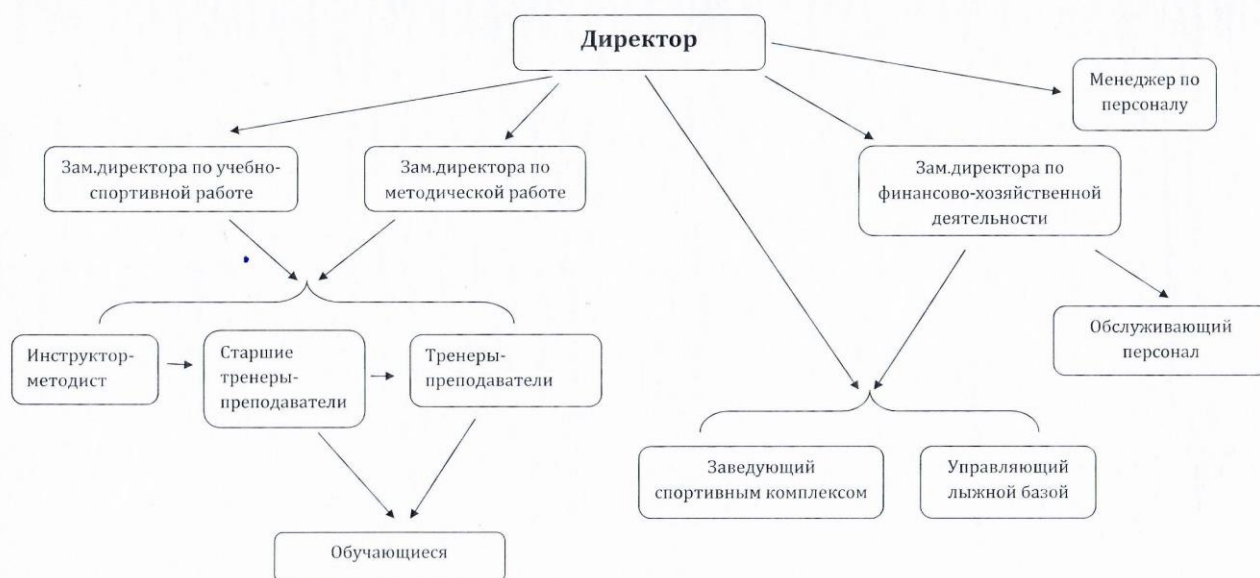 Директор
Менеджер по
персоналу
Зам.директора по учебно-
спортивной работе
Зам.директора по
методической работе
Зам.директора по
финансово-хозяйственной
деятельности
Обслуживающий
персонал
Инструктор-
методист
Старшие
тренеры-
преподаватели
Тренеры-
преподаватели
Заведующий
спортивным комплексом
Управляющий
лыжной базой
Обучающиеся